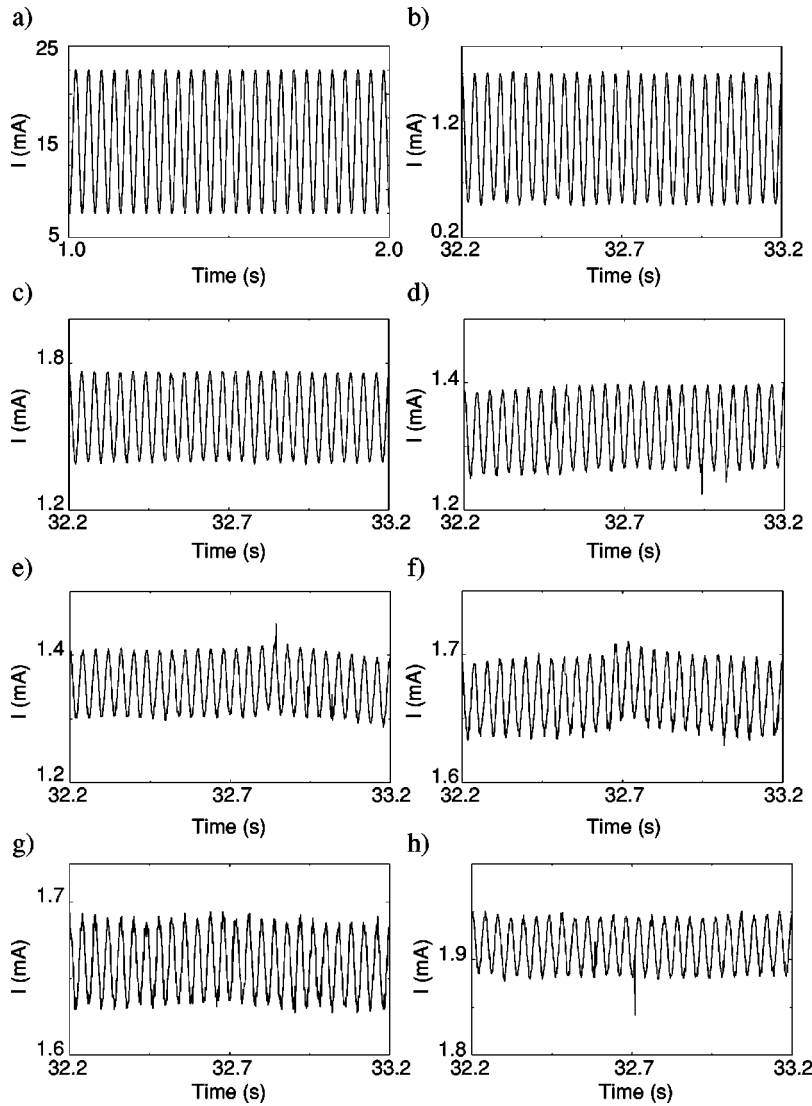 a)
b)
25
15
5
I (mA)
1.0
2.0
Time (s)
1.2
0.2
I (mA)
32.2
32.7
33.2
Time (s)
c)
d)
1.8
1.2
I (mA)
32.2
32.7
33.2
Time (s)
1.4
1.2
I (mA)
32.2
32.7
33.2
Time (s)
e)
f)
1.4
1.2
I (mA)
32.2
32.7
33.2
Time (s)
1.7
1.6
I (mA)
32.2
32.7
33.2
Time (s)
g)
h)
1.7
1.6
I (mA)
32.2
32.7
33.2
Time (s)
1.9
1.8
I (mA)
32.2
32.7
33.2
Time (s)